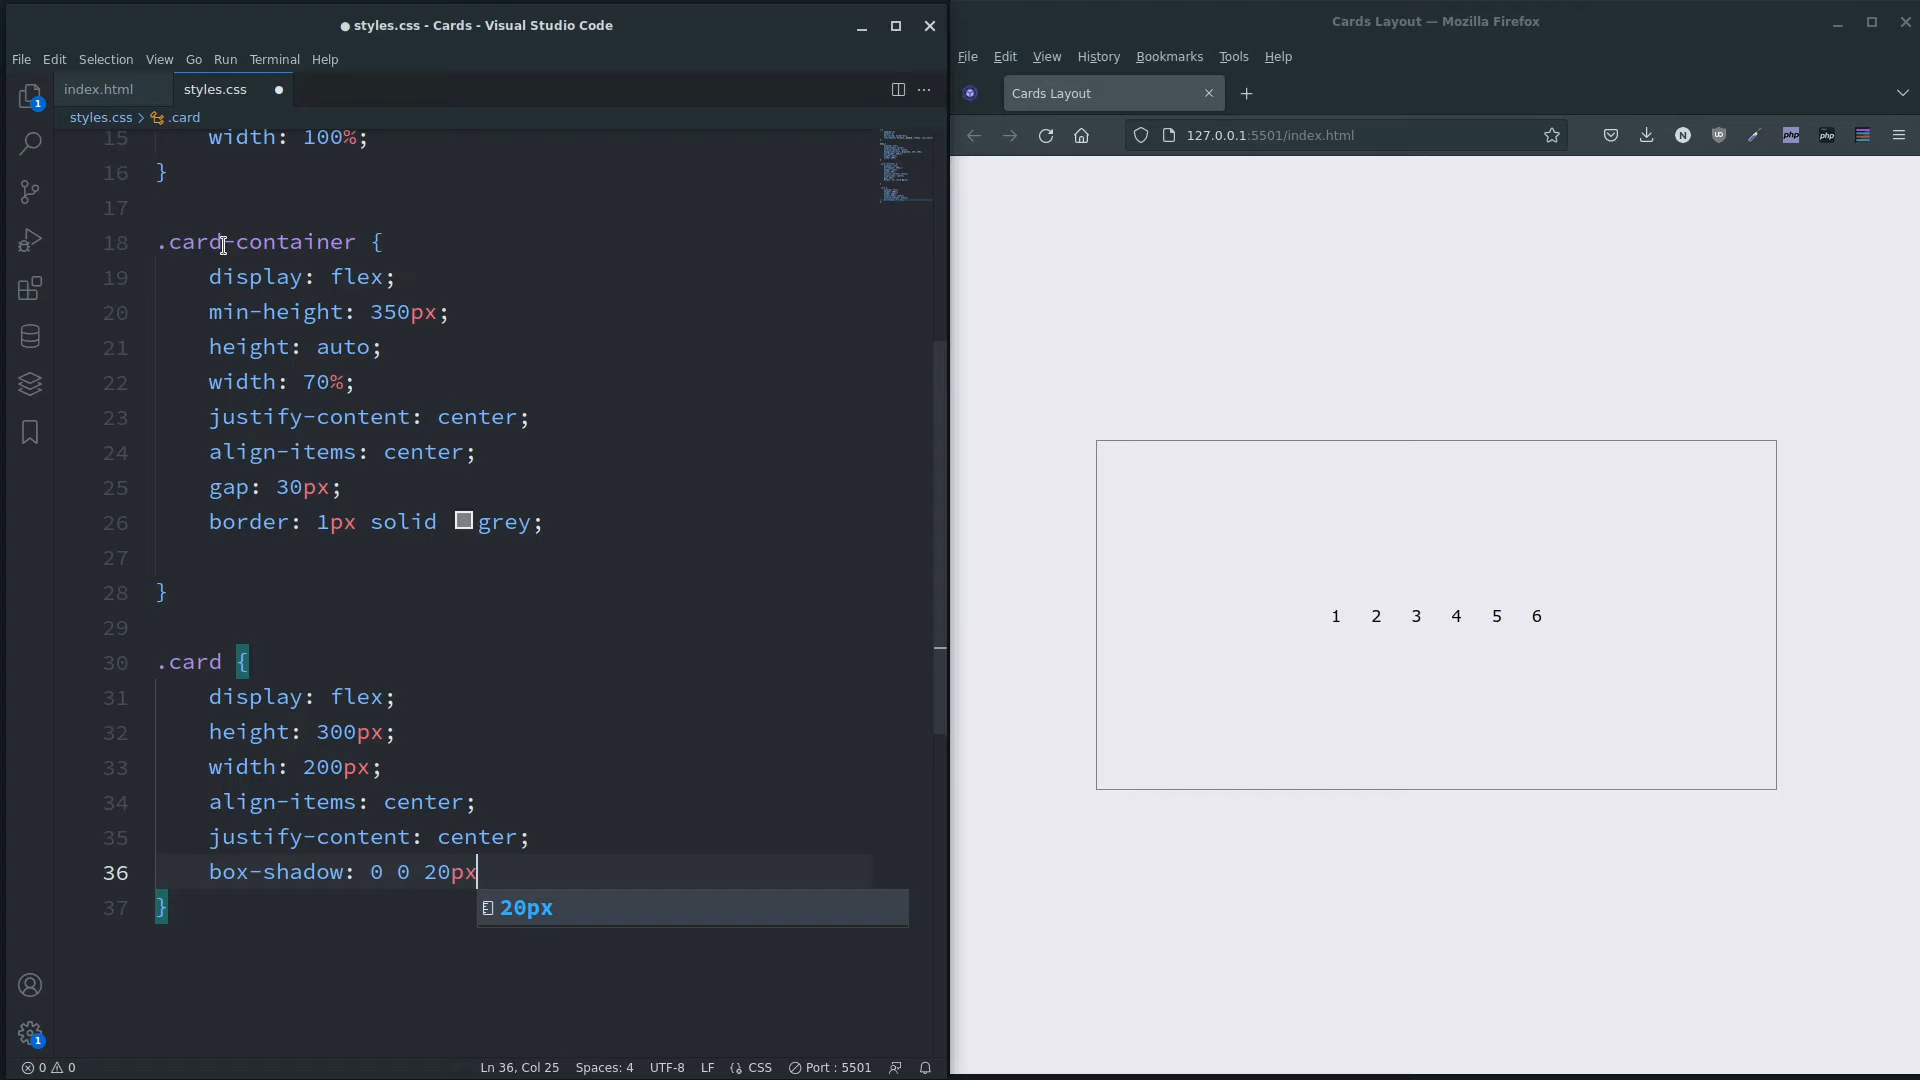 ● styles.css - Cards - Visual Studio Code
File Edit Selection View Go Run Terminal Help
1
index.html
styles.css ●
styles.css > .card
15 width: 100%;
16 }
17
18 .card-container {
19 display: flex;
20 min-height: 350px;
21 height: auto;
22 width: 70%;
23 justify-content: center;
24 align-items: center;
25 gap: 30px;
26 border: 1px solid grey;
27
28 }
29
30 .card {
31 display: flex;
32 height: 300px;
33 width: 200px;
34 align-items: center;
35 justify-content: center;
36 box-shadow: 0 0 20px
37 }
20px
1
0 0 Ln 36, Col 25 Spaces: 4 UTF-8 LF CSS Port : 5501
Cards Layout — Mozilla Firefox
File Edit View History Bookmarks Tools Help
Cards Layout
127.0.0.1:5501/index.html
N
php
php
1 2 3 4 5 6